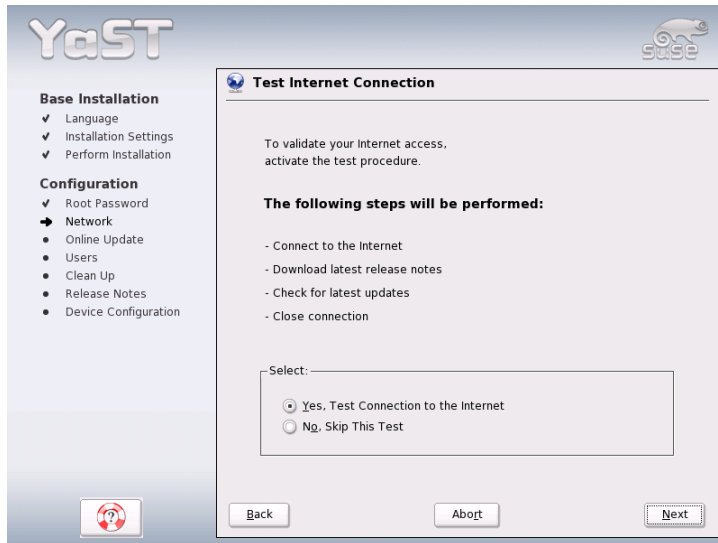 YaST
SUSE
Base Installation
Language
Installation Settings
Perform Installation
Configuration
Root Password
Network
Online Update
Users
Clean Up
Release Notes
Device Configuration
Test Internet Connection
To validate your Internet access,
activate the test procedure.
The following steps will be performed:
- Connect to the Internet
- Download latest release notes
- Check for latest updates
- Close connection
Select:
Yes, Test Connection to the Internet
No, Skip This Test
?
Back
Abort
Next